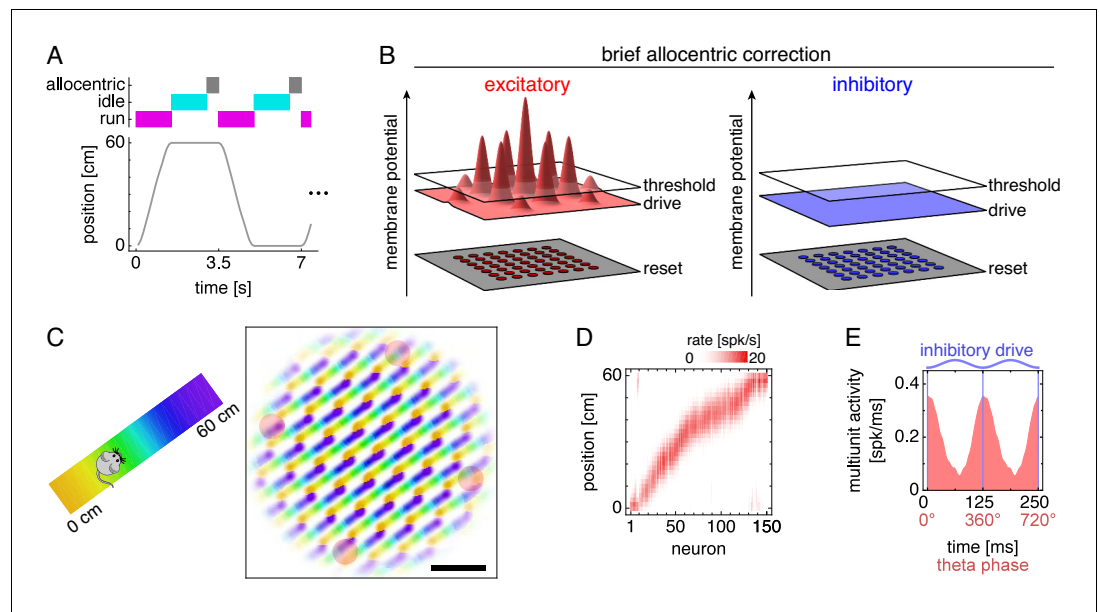 A
allocentric
idle
run
60
position [cm]
0
0 3.5 7
time [s]
B
brief allocentric correction
excitatory
inhibitory
membrane potential
threshold
drive
reset
membrane potential
threshold
drive
reset
C
60 cm
0 cm
D
rate [spk/s]
0 20
60
position [cm]
0
1 50 100 150
neuron
E
inhibitory drive
0.4
multiunit activity
[spk/ms]
0.2
0
0 125 250
0° 360° 720°
time [ms]
theta phase